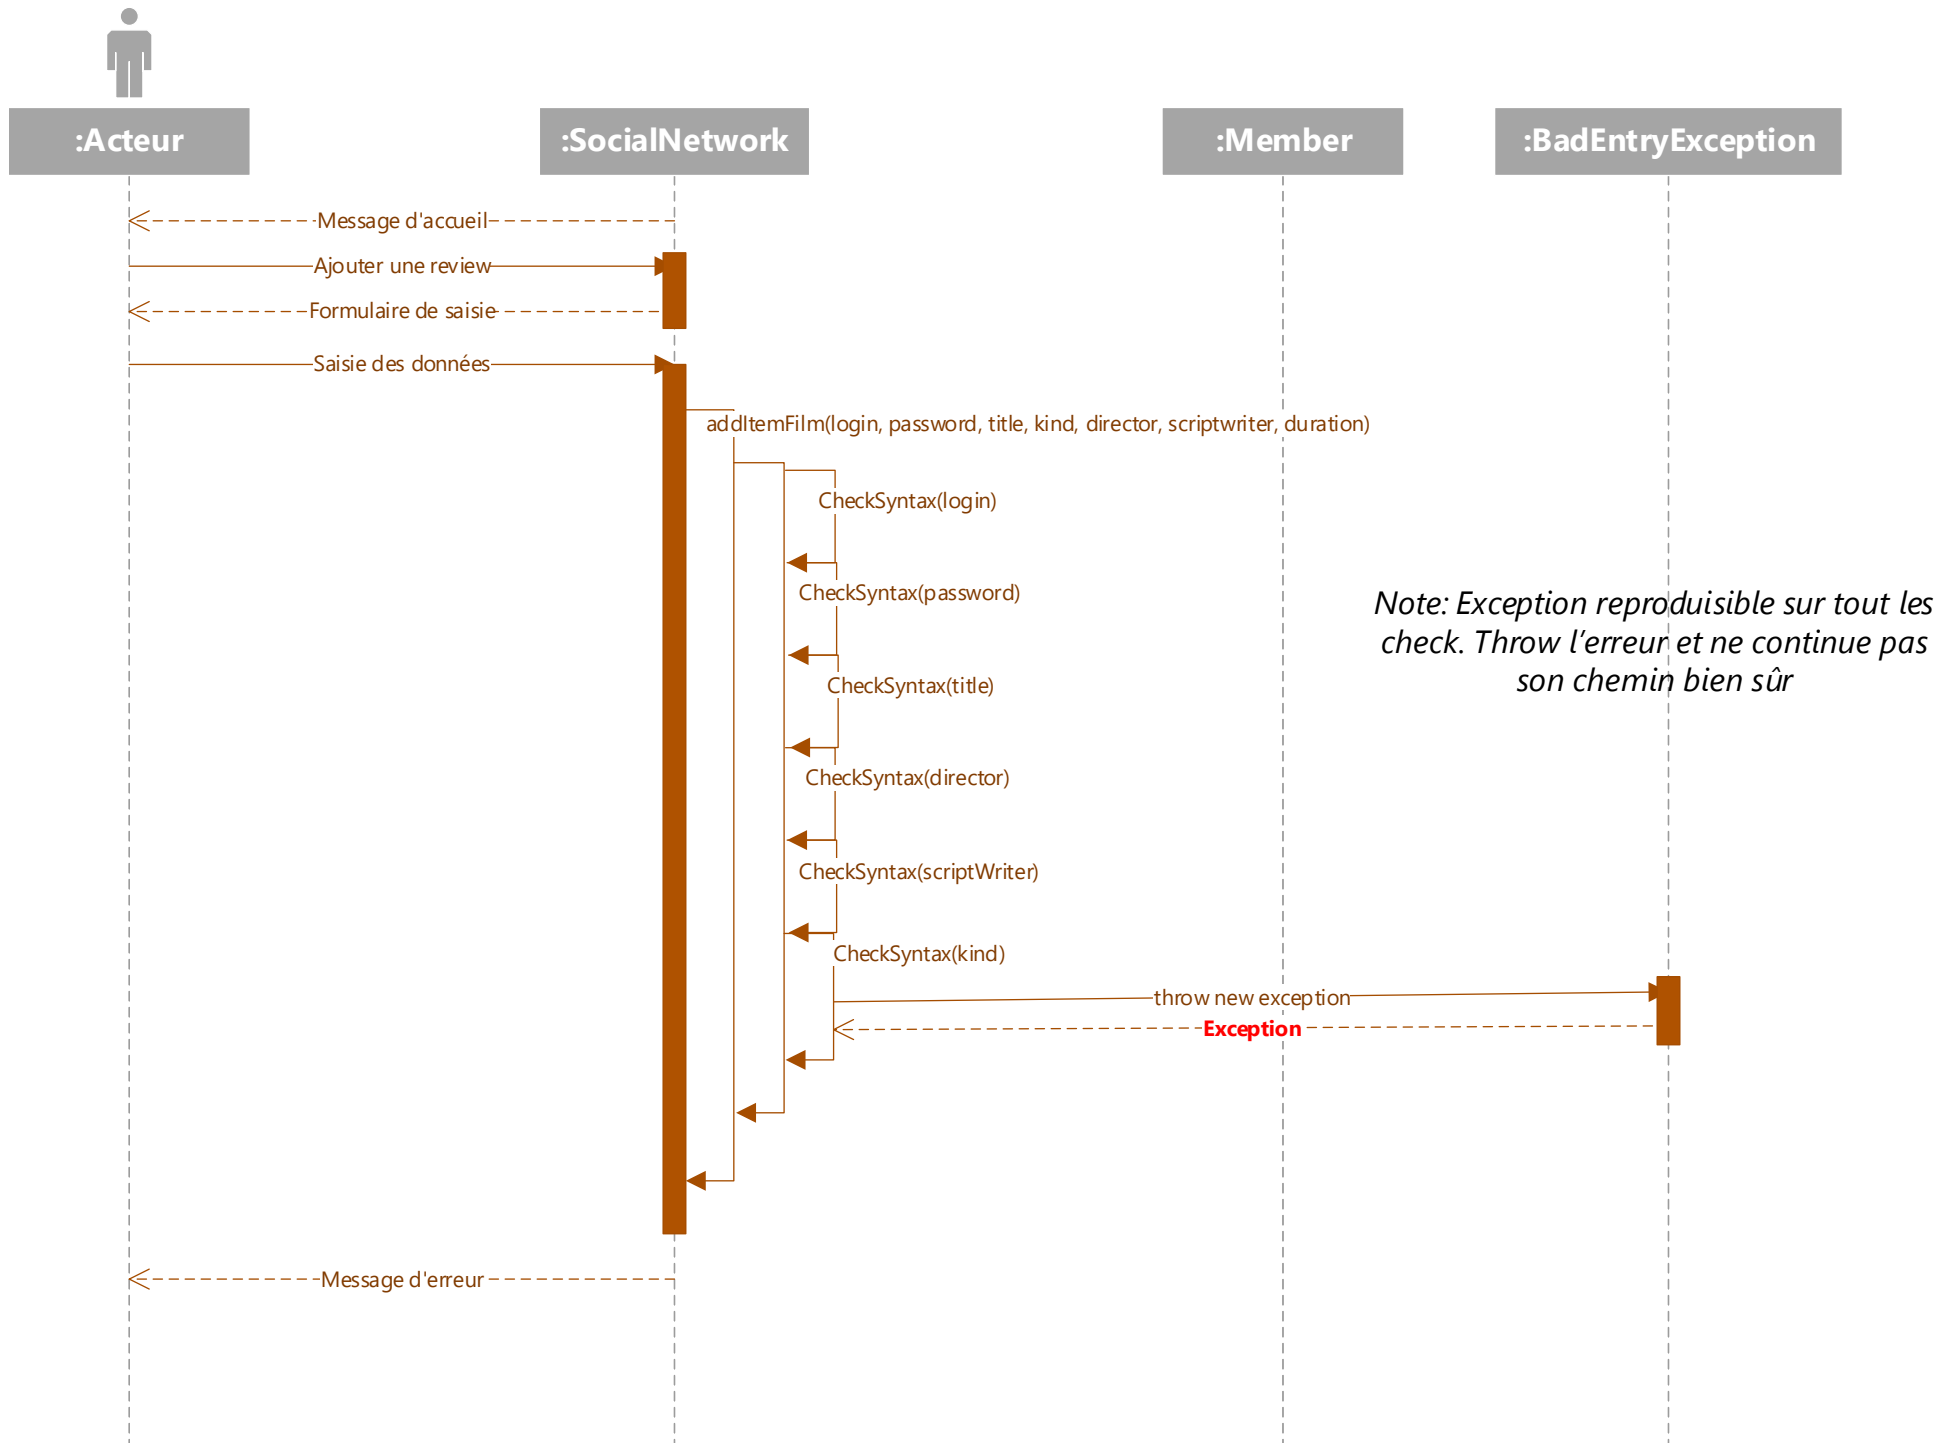 :Acteur
:SocialNetwork
:Member
:BadEntryException
Message d'accueil
Ajouter une review
Formulaire de saisie
Saisie des données
addItemFilm(login, password, title, kind, director, scriptwriter, duration)
CheckSyntax(login)
CheckSyntax(password)
Note: Exception reproduisible sur tout les
check. Throw l’erreur et ne continue pas
son chemin bien sûr
CheckSyntax(title)
CheckSyntax(director)
CheckSyntax(scriptWriter)
CheckSyntax(kind)
throw new exception
Exception
Message d'erreur